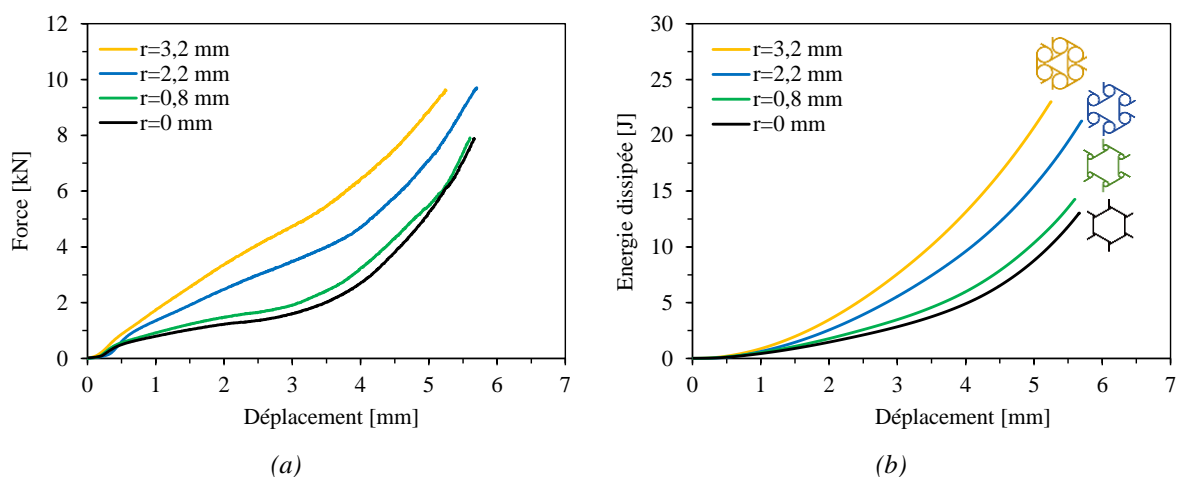 12
10
8
6
4
2
0
Force [kN]
r=3,2 mm
r=2,2 mm
r=0,8 mm
r=0 mm
0 1 2 3 4 5 6 7
Déplacement [mm]
(a)
30
25
20
15
10
5
0
Energie dissipée [J]
r=3,2 mm
r=2,2 mm
r=0,8 mm
r=0 mm
0 1 2 3 4 5 6 7
Déplacement [mm]
(b)